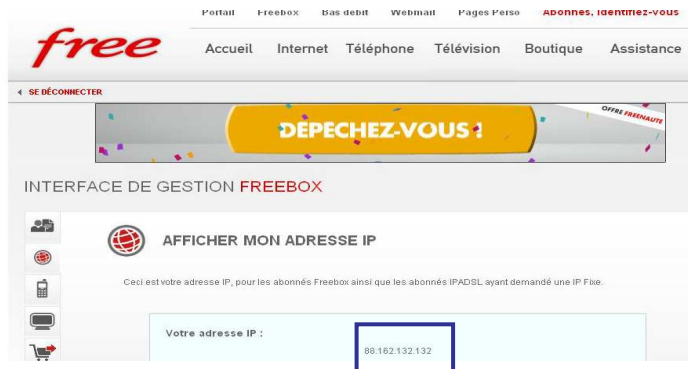 Portail Freebox Bas débit Webmail Pages Perso Abonnés, identifiez-vous
free
Accueil Internet Téléphone Télévision Boutique Assistance
SE DÉCONNECTER
OFFRE FREENAUTE
DÉPECHEZ-VOUS !
INTERFACE DE GESTION FREEBOX
AFFICHER MON ADRESSE IP
Ceci est votre adresse IP, pour les abonnés Freebox ainsi que les abonnés IPADSL ayant demandé une IP Fixe.
Votre adresse IP :
88.162.132.132